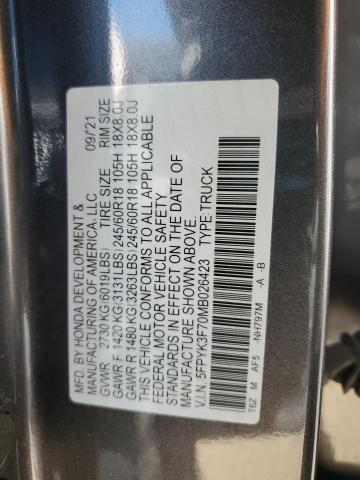 MFD. BY HONDA DEVELOPMENT &
MANUFACTURING OF AMERICA, LLC. 09/21
GVWR 2730 KG(6019LBS) TIRE SIZE RIM SIZE
GAWR F 1420 KG(3131LBS) 245/60R18 105H 18X8.0J
GAWR R 1480 KG(3263LBS) 245/60R18 105H 18X8.0J
THIS VEHICLE CONFORMS TO ALL APPLICABLE
FEDERAL MOTOR VEHICLE SAFETY
STANDARDS IN EFFECT ON THE DATE OF
MANUFACTURE SHOWN ABOVE.
V.I.N.:5FPYK3F70MB026423 TYPE:TRUCK
T6Z M AF5 -NH797M -A -B